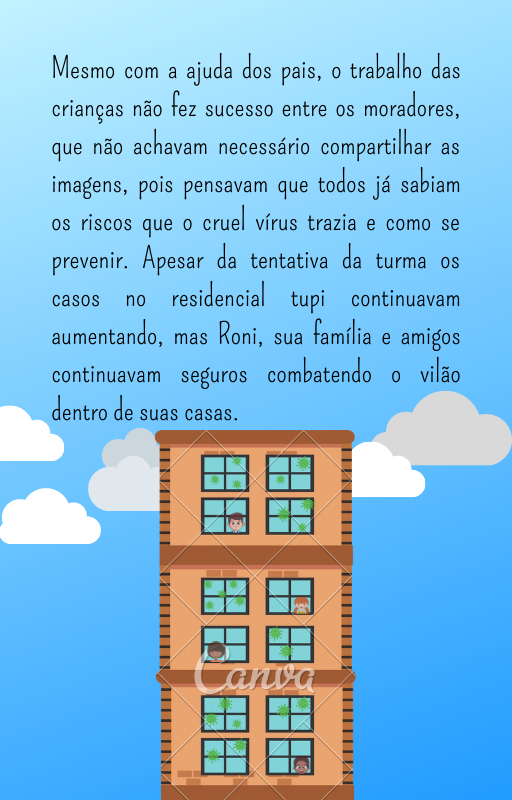 Mesmo com a ajuda dos pais, o trabalho das
crianças não fez sucesso entre os moradores,
que não achavam necessário compartilhar as
imagens, pois pensavam que todos já sabiam
os riscos que o cruel vírus trazia e como se
prevenir. Apesar da tentativa da turma os
casos no residencial tupi continuavam
aumentando, mas Roni, sua família e amigos
continuavam seguros combatendo o vilão
dentro de suas casas.
Canva